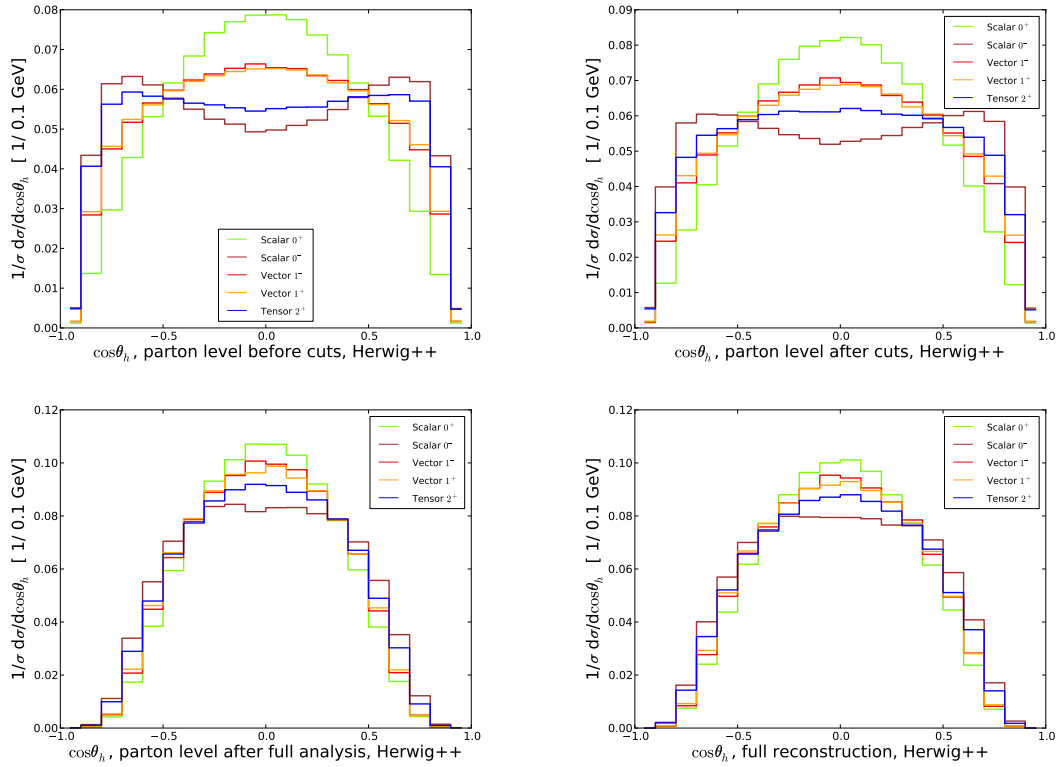 1/σ dσ/dcosθ_h [ 1/ 0.1 GeV]
0.08
0.07
0.06
0.05
0.04
0.03
0.02
0.01
0.00
−1.0 −0.5 0.0 0.5 1.0
Scalar 0⁺
Scalar 0⁻
Vector 1⁻
Vector 1⁺
Tensor 2⁺
cosθ_h, parton level before cuts, Herwig++
1/σ dσ/dcosθ_h [ 1/ 0.1 GeV]
0.09
0.08
0.07
0.06
0.05
0.04
0.03
0.02
0.01
0.00
−1.0 −0.5 0.0 0.5 1.0
Scalar 0⁺
Scalar 0⁻
Vector 1⁻
Vector 1⁺
Tensor 2⁺
cosθ_h, parton level after cuts, Herwig++
1/σ dσ/dcosθ_h [ 1/ 0.1 GeV]
0.12
0.10
0.08
0.06
0.04
0.02
0.00
−1.0 −0.5 0.0 0.5 1.0
Scalar 0⁺
Scalar 0⁻
Vector 1⁻
Vector 1⁺
Tensor 2⁺
cosθ_h, parton level after full analysis, Herwig++
1/σ dσ/dcosθ_h [ 1/ 0.1 GeV]
0.12
0.10
0.08
0.06
0.04
0.02
0.00
−1.0 −0.5 0.0 0.5 1.0
Scalar 0⁺
Scalar 0⁻
Vector 1⁻
Vector 1⁺
Tensor 2⁺
cosθ_h, full reconstruction, Herwig++